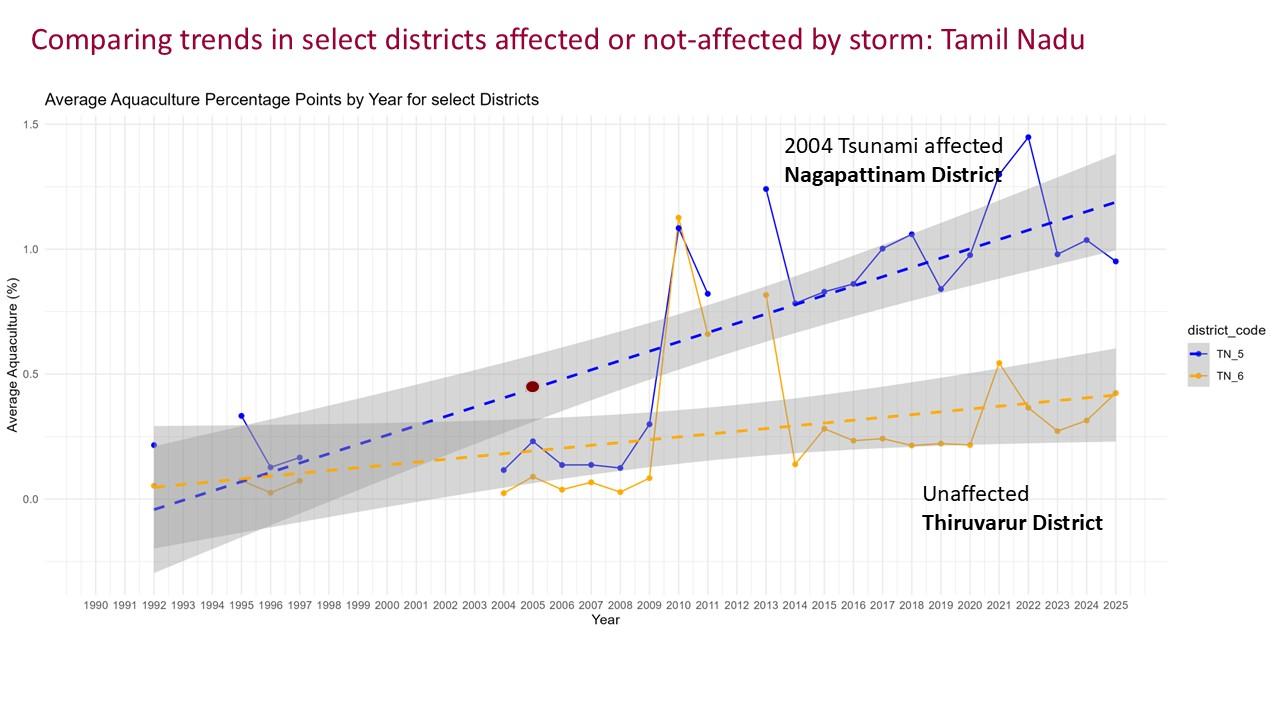 Comparing trends in select districts affected or not-affected by storm: Tamil Nadu
Average Aquaculture Percentage Points by Year for select Districts
1.5
1.0
0.5
0.0
Average Aquaculture (%)
2004 Tsunami affected
Nagapattinam District
Unaffected
Thiruvarur District
district_code
TN_5
TN_6
1990 1991 1992 1993 1994 1995 1996 1997 1998 1999 2000 2001 2002 2003 2004 2005 2006 2007 2008 2009 2010 2011 2012 2013 2014 2015 2016 2017 2018 2019 2020 2021 2022 2023 2024 2025
Year